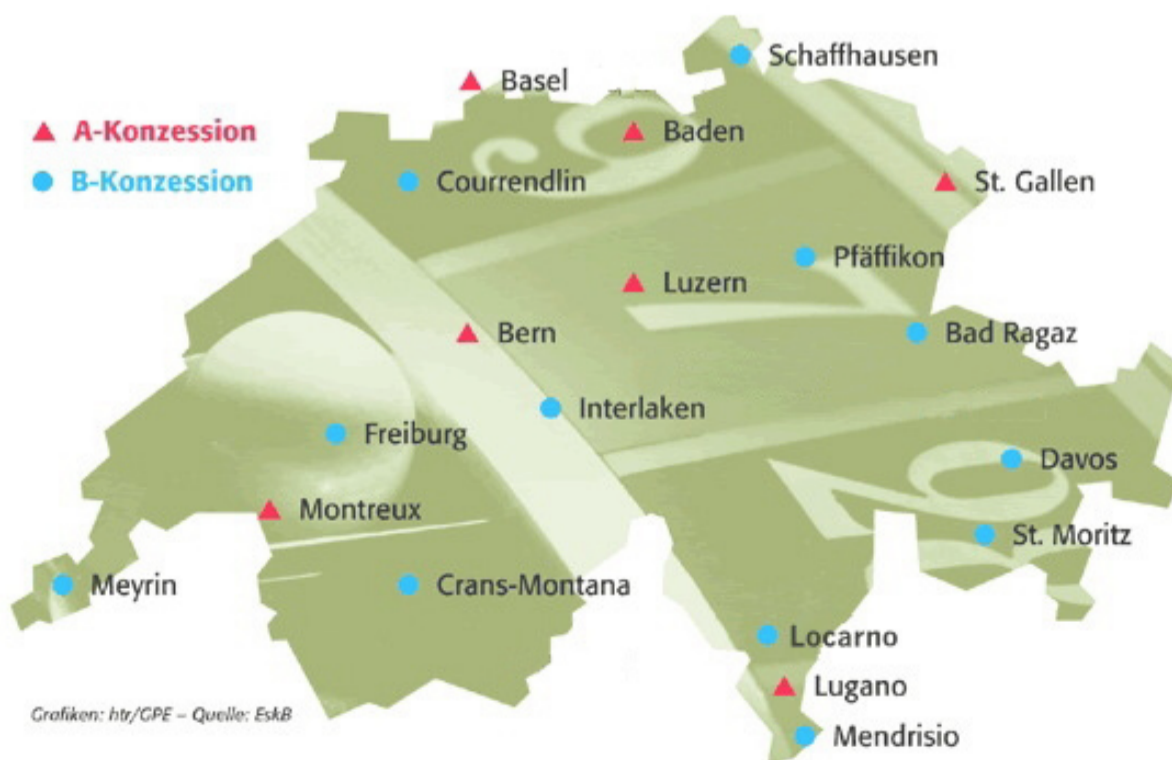 Schaffhausen
Basel
A-Konzession
Baden
B-Konzession
Courrendlin
St. Gallen
Pfäffikon
Luzern
Bern
Bad Ragaz
Interlaken
Freiburg
Davos
Montreux
St. Moritz
Meyrin
Crans-Montana
Locarno
Lugano
Grafiken: htr/GPE – Quelle: EskB
Mendrisio